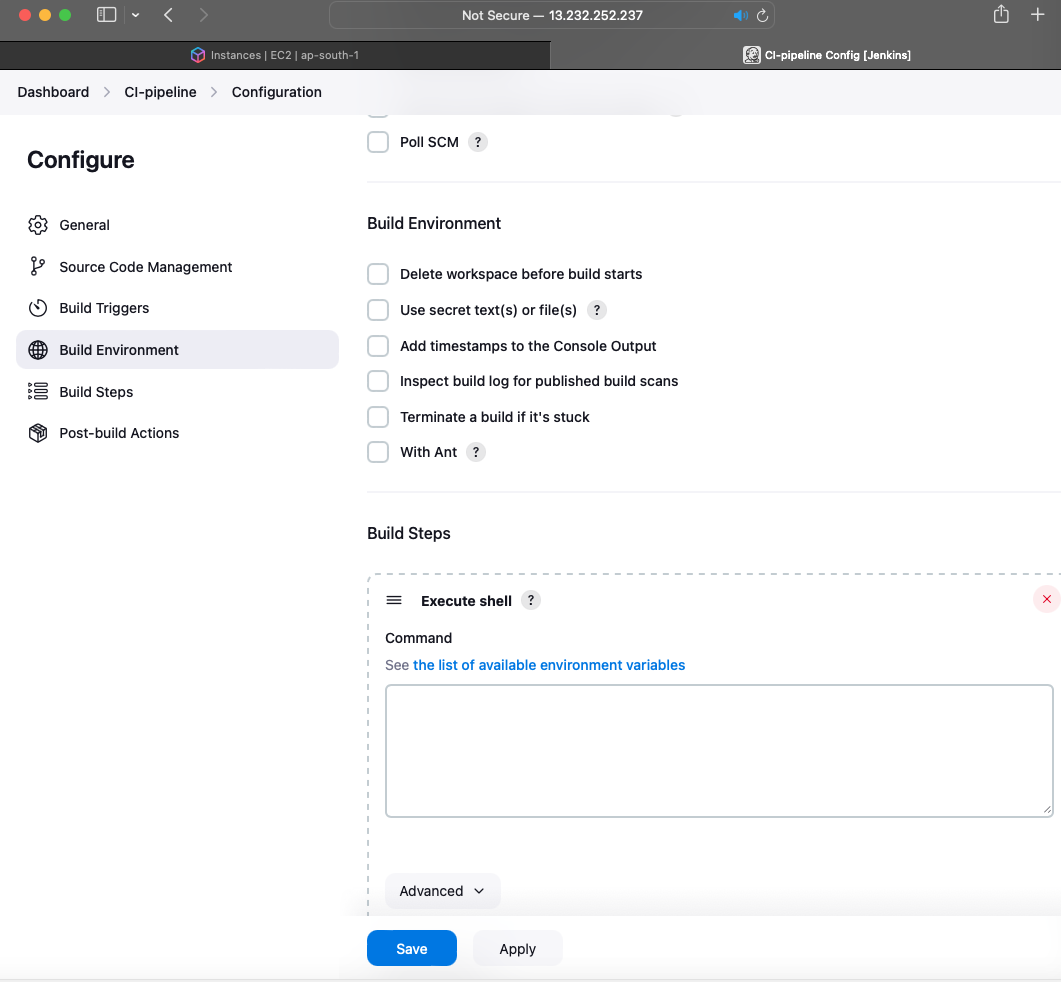 Not Secure — 13.232.252.237
Instances | EC2 | ap-south-1
CI-pipeline Config [Jenkins]
Dashboard > CI-pipeline > Configuration
Configure
General
Source Code Management
Build Triggers
Build Environment
Build Steps
Post-build Actions
Poll SCM ?
Build Environment
Delete workspace before build starts
Use secret text(s) or file(s) ?
Add timestamps to the Console Output
Inspect build log for published build scans
Terminate a build if it's stuck
With Ant ?
Build Steps
Execute shell ?
Command
See the list of available environment variables
Advanced
Save
Apply